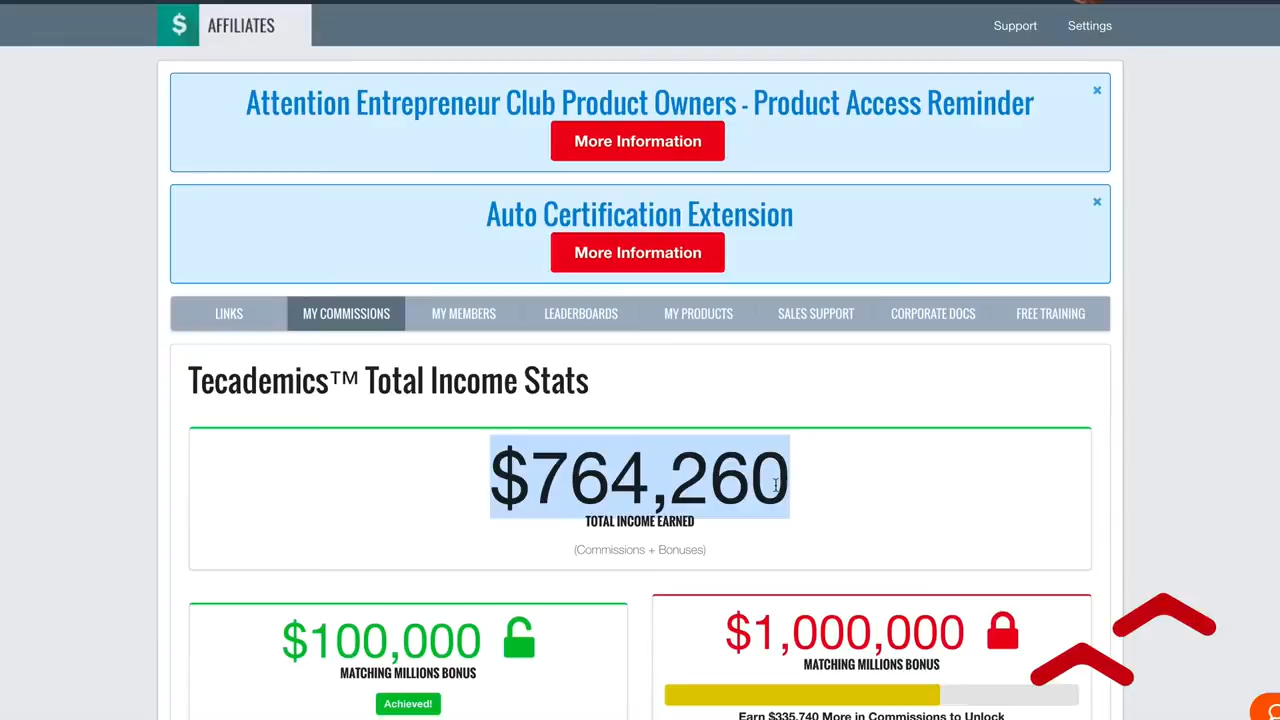 $ AFFILIATES
Support
Settings
Attention Entrepreneur Club Product Owners - Product Access Reminder
More Information
Auto Certification Extension
More Information
LINKS
MY COMMISSIONS
MY MEMBERS
LEADERBOARDS
MY PRODUCTS
SALES SUPPORT
CORPORATE DOCS
FREE TRAINING
Tecademics™ Total Income Stats
$764,260
TOTAL INCOME EARNED
(Commissions + Bonuses)
$100,000
MATCHING MILLIONS BONUS
Achieved!
$1,000,000
MATCHING MILLIONS BONUS
Earn $335,740 More in Commissions to Unlock